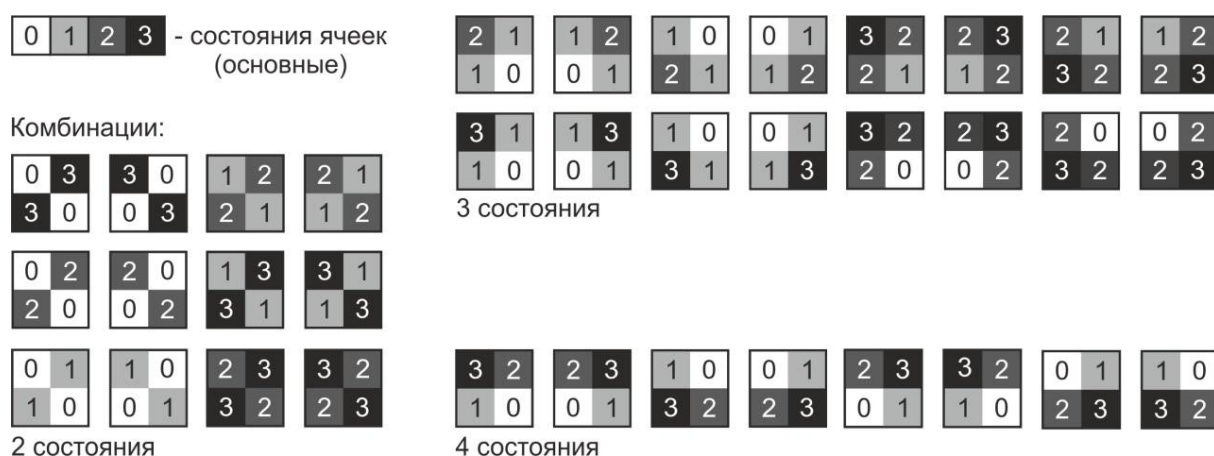 0 1 2 3 - состояния ячеек
(основные)
Комбинации:
0 3 3 0 1 2 2 1
3 0 0 3 2 1 1 2
0 2 2 0 1 3 3 1
2 0 0 2 3 1 1 3
0 1 1 0 2 3 3 2
1 0 0 1 3 2 2 3
2 состояния
2 1 1 2 1 0 0 1 3 2 2 3 2 1 1 2
1 0 0 1 2 1 1 2 2 1 1 2 3 2 2 3
3 1 1 3 1 0 0 1 3 2 2 3 2 0 0 2
1 0 0 1 3 1 1 3 2 0 0 2 3 2 2 3
3 состояния
3 2 2 3 1 0 0 1 2 3 3 2 0 1 1 0
1 0 0 1 3 2 2 3 0 1 1 0 2 3 3 2
4 состояния